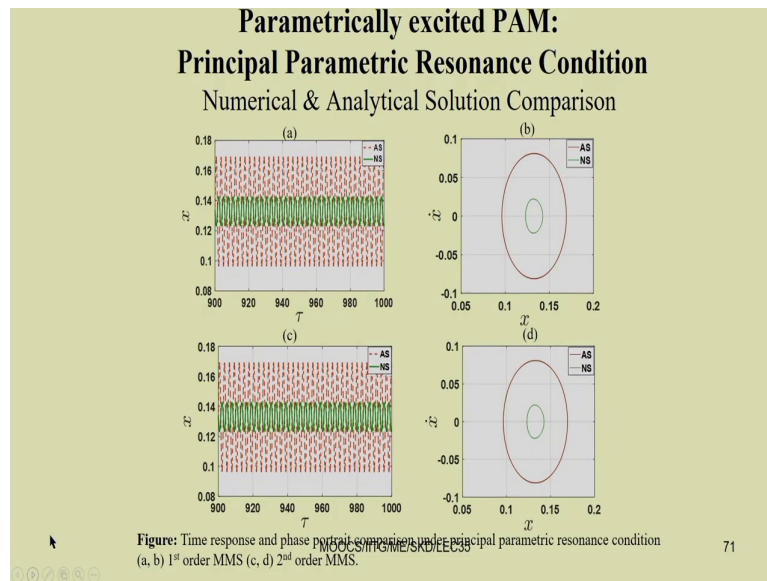 Parametrically excited PAM:
Principal Parametric Resonance Condition
Numerical & Analytical Solution Comparison
(a)
0.18
0.16
0.14
0.12
0.1
0.08
x
AS
NS
900 920 940 960 980 1000
τ
(b)
0.1
0.05
0
-0.05
-0.1
ẋ
AS
NS
0.05 0.1 0.15 0.2
x
(c)
0.18
0.16
0.14
0.12
0.1
0.08
x
AS
NS
900 920 940 960 980 1000
τ
(d)
0.1
0.05
0
-0.05
-0.1
ẋ
AS
NS
0.05 0.1 0.15 0.2
x
Figure: Time response and phase portrait comparison under principal parametric resonance condition
(a, b) 1st order MMS (c, d) 2nd order MMS.
MOOCS/IITG/ME/SKD/LEC35
71